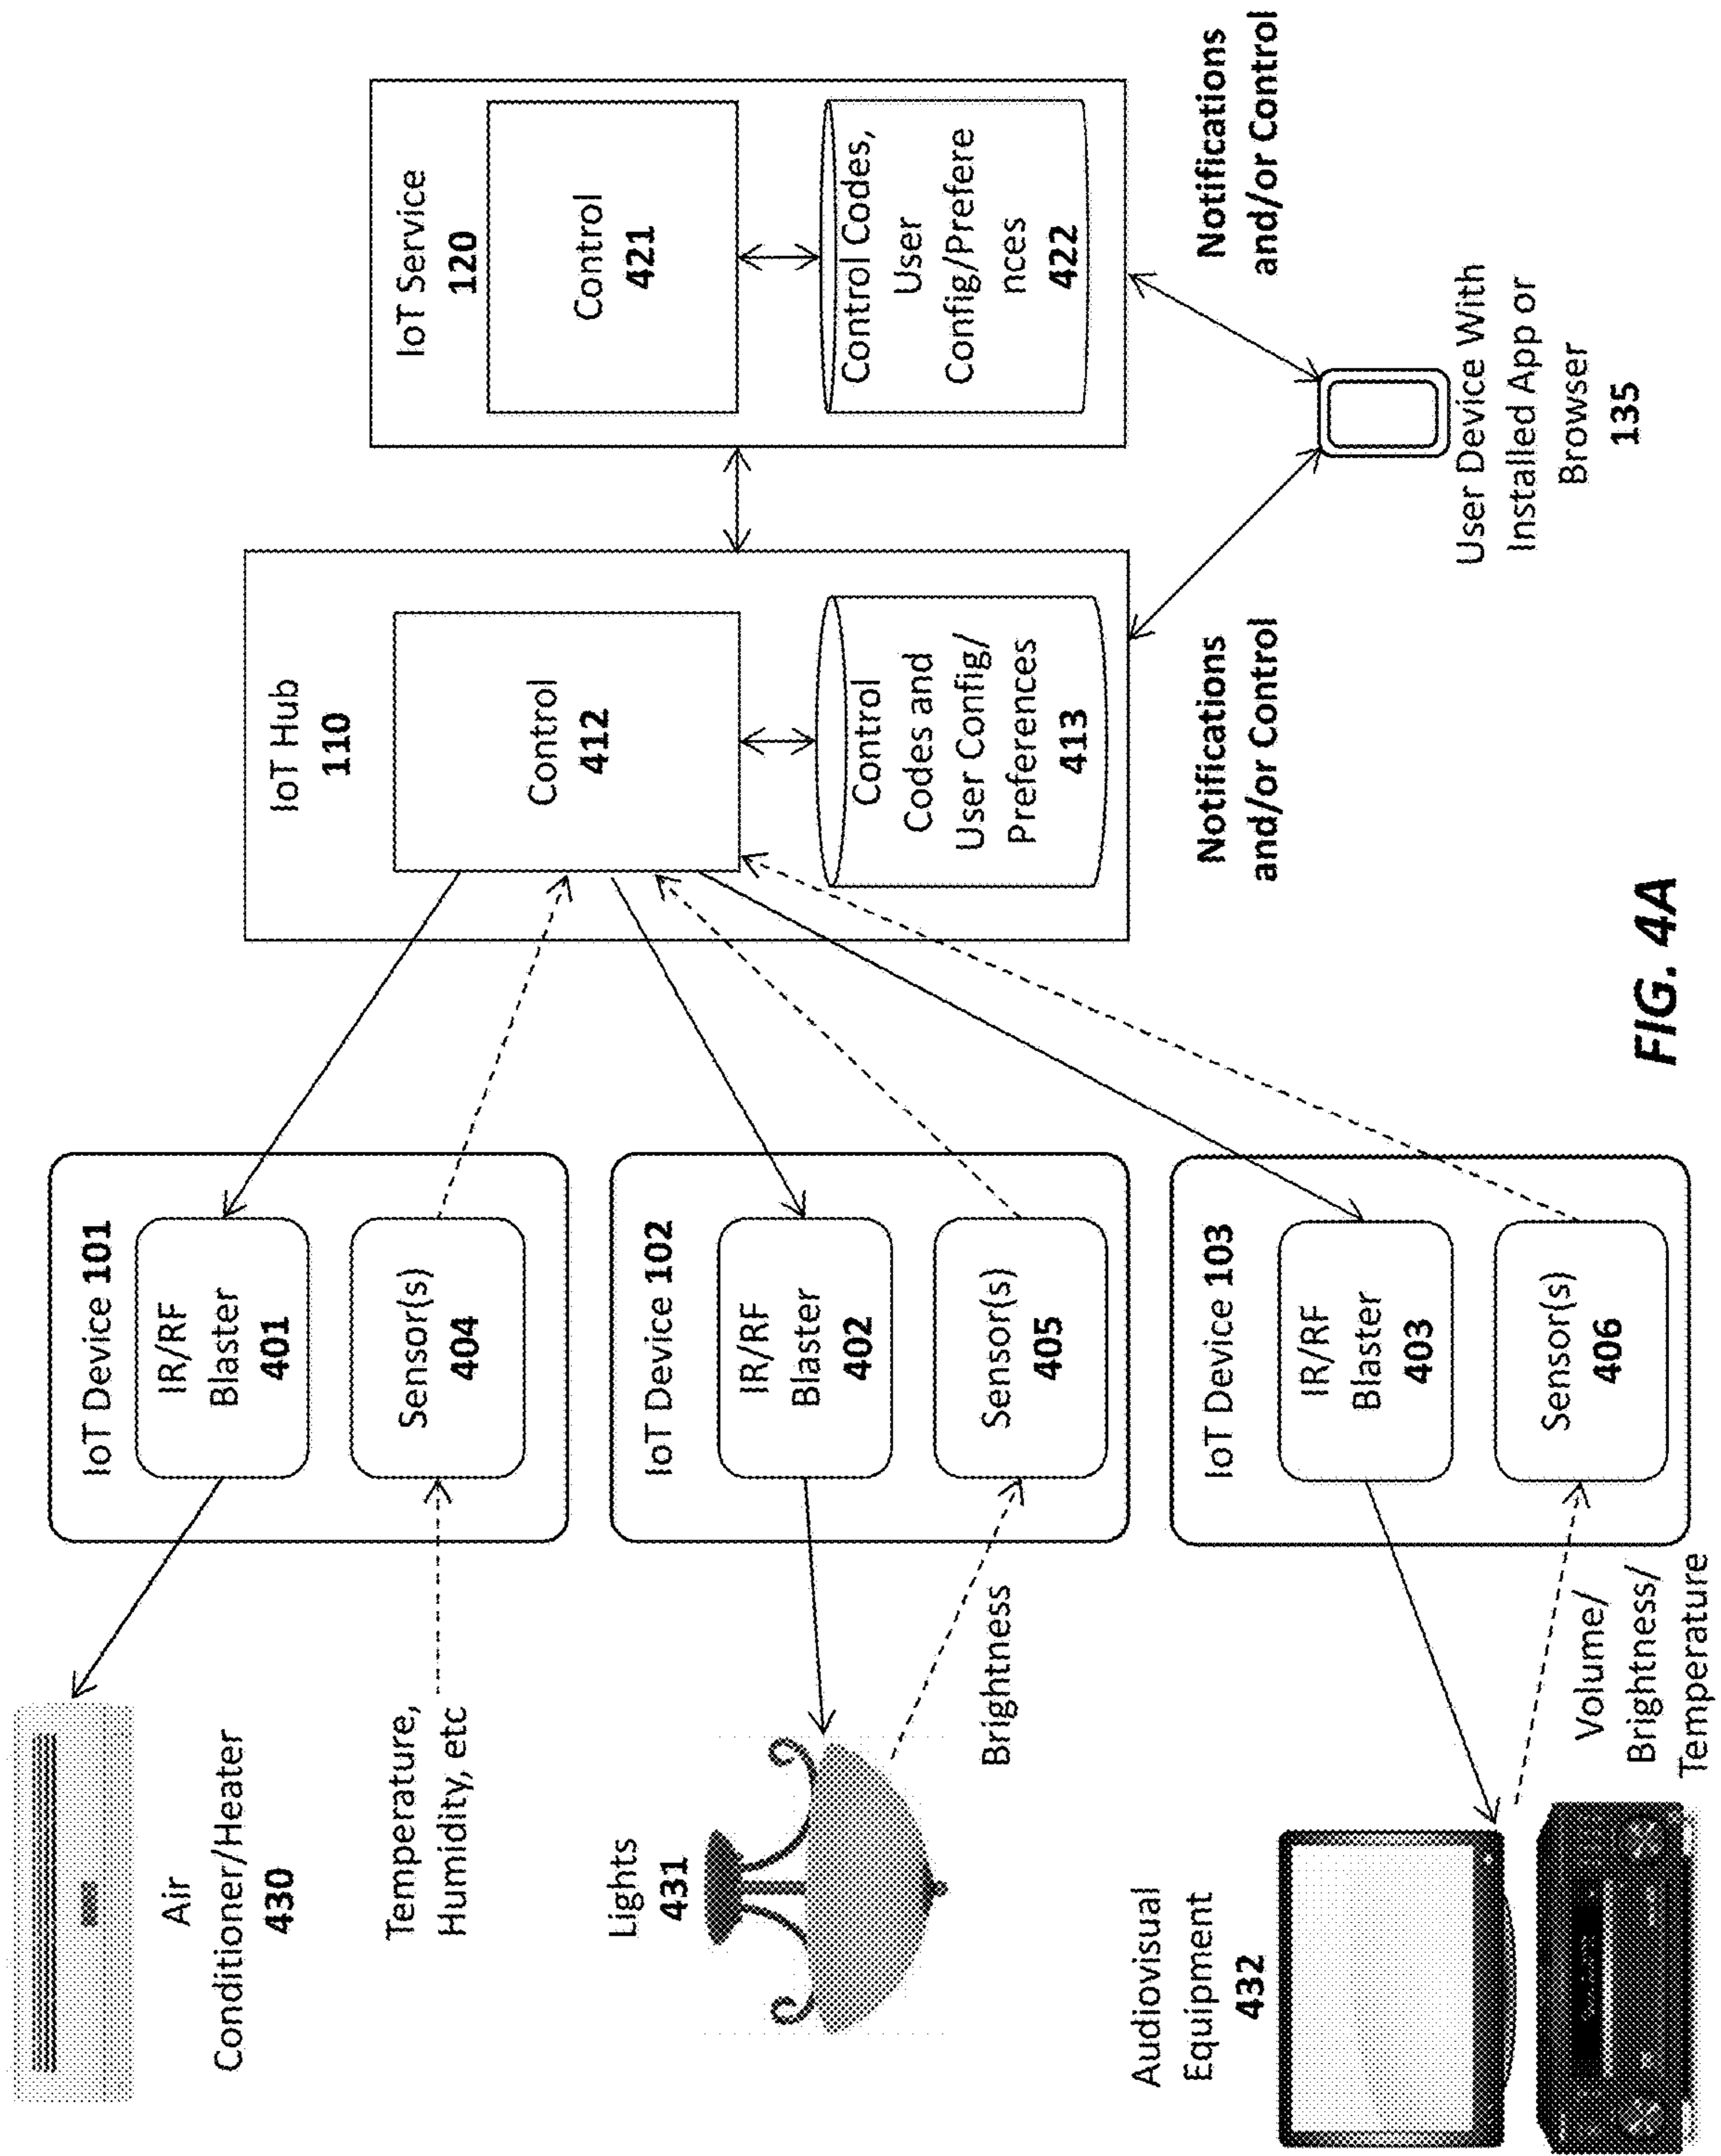 Air
Conditioner/Heater
430
Temperature,
Humidity, etc
Lights
431
Brightness
Audiovisual
Equipment
432
Volume/
Brightness/
Temperature
IoT Device 101
IR/RF
Blaster
401
Sensor(s)
404
IoT Device 102
IR/RF
Blaster
402
Sensor(s)
405
IoT Device 103
IR/RF
Blaster
403
Sensor(s)
406
IoT Hub
110
Control
412
Control
Codes and
User Config/
Preferences
413
Notifications
and/or Control
IoT Service
120
Control
421
Control Codes,
User
Config/Prefere
nces
422
Notifications
and/or Control
User Device With
Installed App or
Browser
135
FIG. 4A